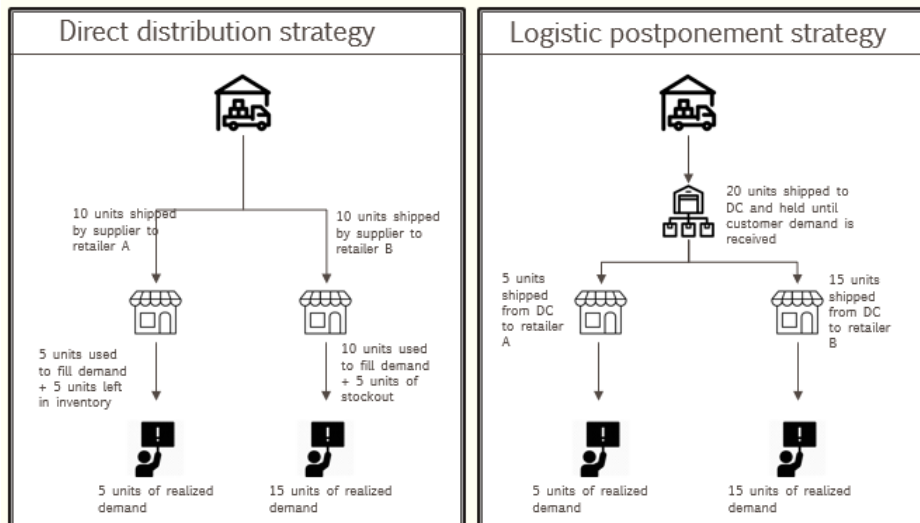 Direct distribution strategy
10 units shipped
by supplier to
retailer A
10 units shipped
by supplier to
retailer B
5 units used
to fill demand
+ 5 units left
in inventory
10 units used
to fill demand
+ 5 units of
stockout
5 units of realized
demand
15 units of realized
demand
Logistic postponement strategy
20 units shipped to
DC and held until
customer demand is
received
5 units
shipped
from DC
to retailer
A
15 units
shipped
from DC
to retailer
B
5 units of realized
demand
15 units of realized
demand